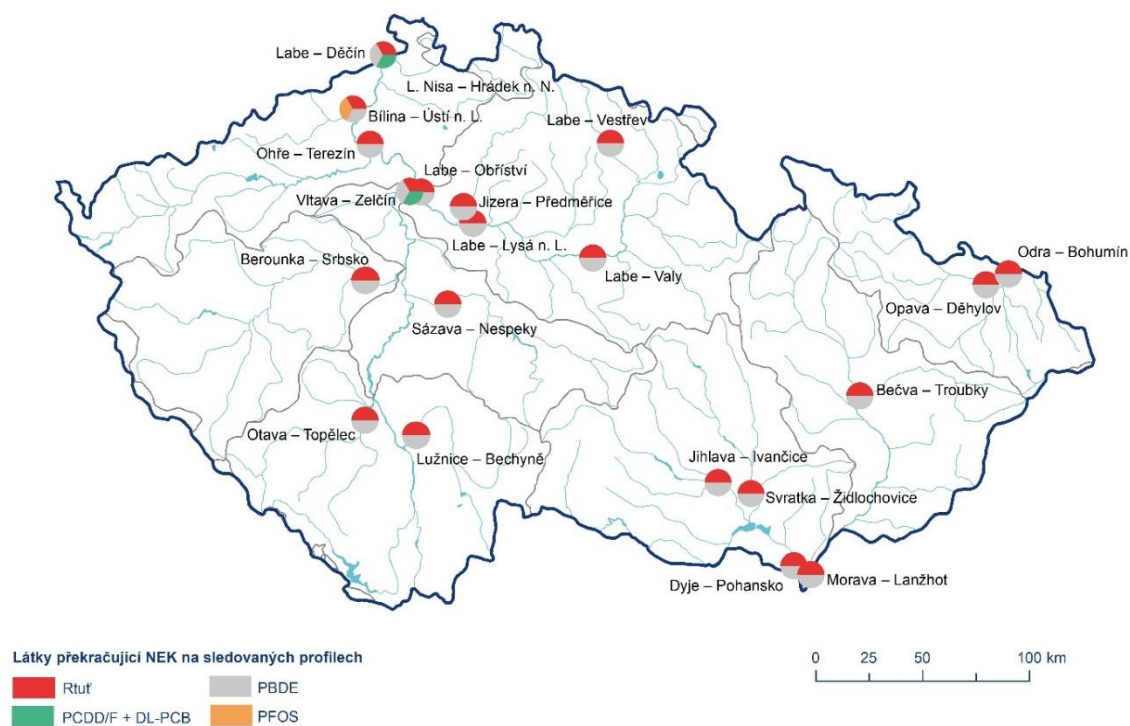 Labe – Děčín
L. Nisa – Hrádek n. N.
Bílina – Ústí n. L.
Labe – Vestřev
Ohře – Terezín
Labe – Obříství
Vltava – Zelčín
Jizera – Předměřice
Labe – Lysá n. L.
Berounka – Srbsko
Labe – Valy
Odra – Bohumín
Opava – Děhylov
Sázava – Nespeky
Bečva – Troubky
Otava – Topělec
Lužnice – Bechyně
Jihlava – Ivančice
Svratka – Židlochovice
Dyje – Pohansko
Morava – Lanžhot
Látky překračující NEK na sledovaných profilech
Rtuť
PBDE
PCDD/F + DL-PCB
PFOS
0 25 50 100 km